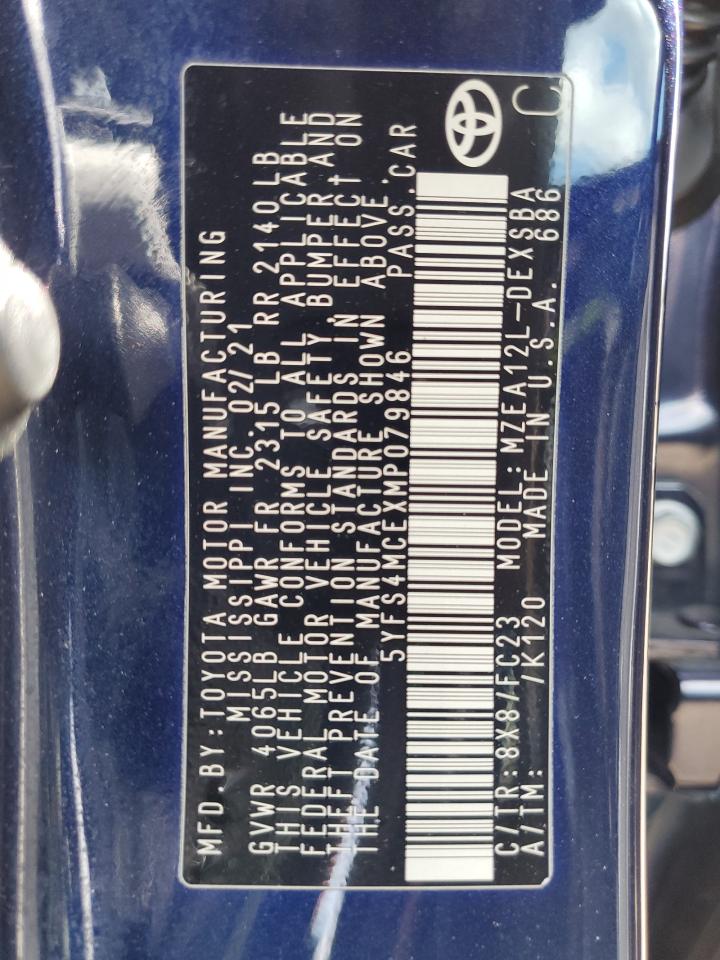 MFD.BY:TOYOTA MOTOR MANUFACTURING
MISSISSIPPI INC. 02/21
GVWR 4065LB GAWR FR 2315 LB RR 2140LB
THIS VEHICLE CONFORMS TO ALL APPLICABLE
FEDERAL MOTOR VEHICLE SAFETY, BUMPER,AND
THEFT PREVENTION STANDARDS IN EFFECT ON
THE DATE OF MANUFACTURE SHOWN ABOVE.
5YFS4MCEXMP079846 PASS.CAR
C/TR: 8X8/FC23 MODEL:MZEA12L-DEXSBA
A/TM: /K120 MADE IN U.S.A. 686
C